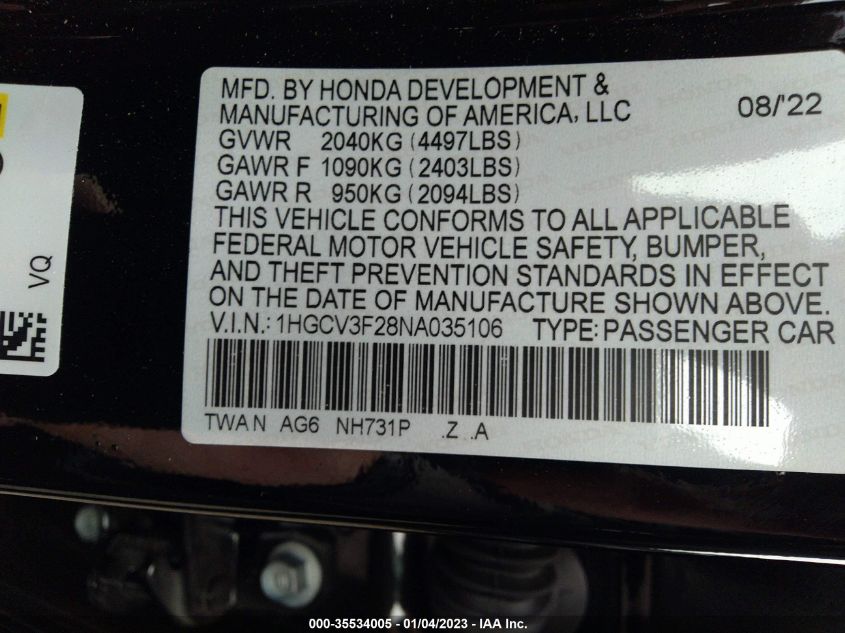 MFD. BY HONDA DEVELOPMENT &
MANUFACTURING OF AMERICA, LLC 08/'22
GVWR 2040KG (4497LBS)
GAWR F 1090KG (2403LBS)
GAWR R 950KG (2094LBS)
THIS VEHICLE CONFORMS TO ALL APPLICABLE
FEDERAL MOTOR VEHICLE SAFETY, BUMPER,
AND THEFT PREVENTION STANDARDS IN EFFECT
ON THE DATE OF MANUFACTURE SHOWN ABOVE.
V.I.N.: 1HGCV3F28NA035106 TYPE: PASSENGER CAR
TWA N AG6 NH731P .Z .A
VQ
000-35534005 - 01/04/2023 - IAA Inc.